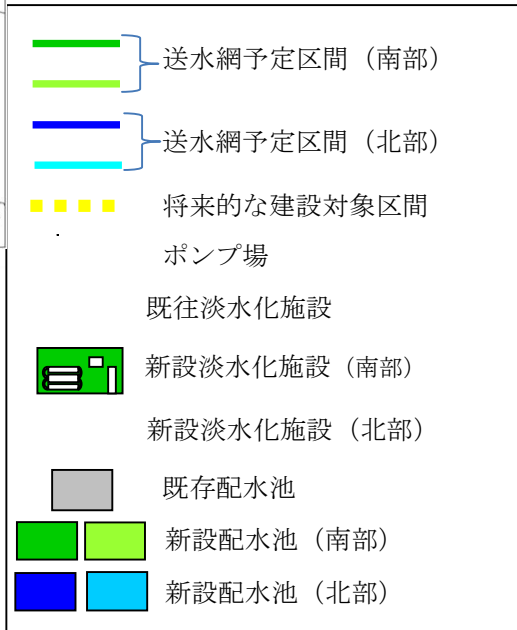 送水網予定区間（南部）
送水網予定区間（北部）
将来的な建設対象区間
ポンプ場
既往淡水化施設
新設淡水化施設（南部）
新設淡水化施設（北部）
既存配水池
新設配水池（南部）
新設配水池（北部）